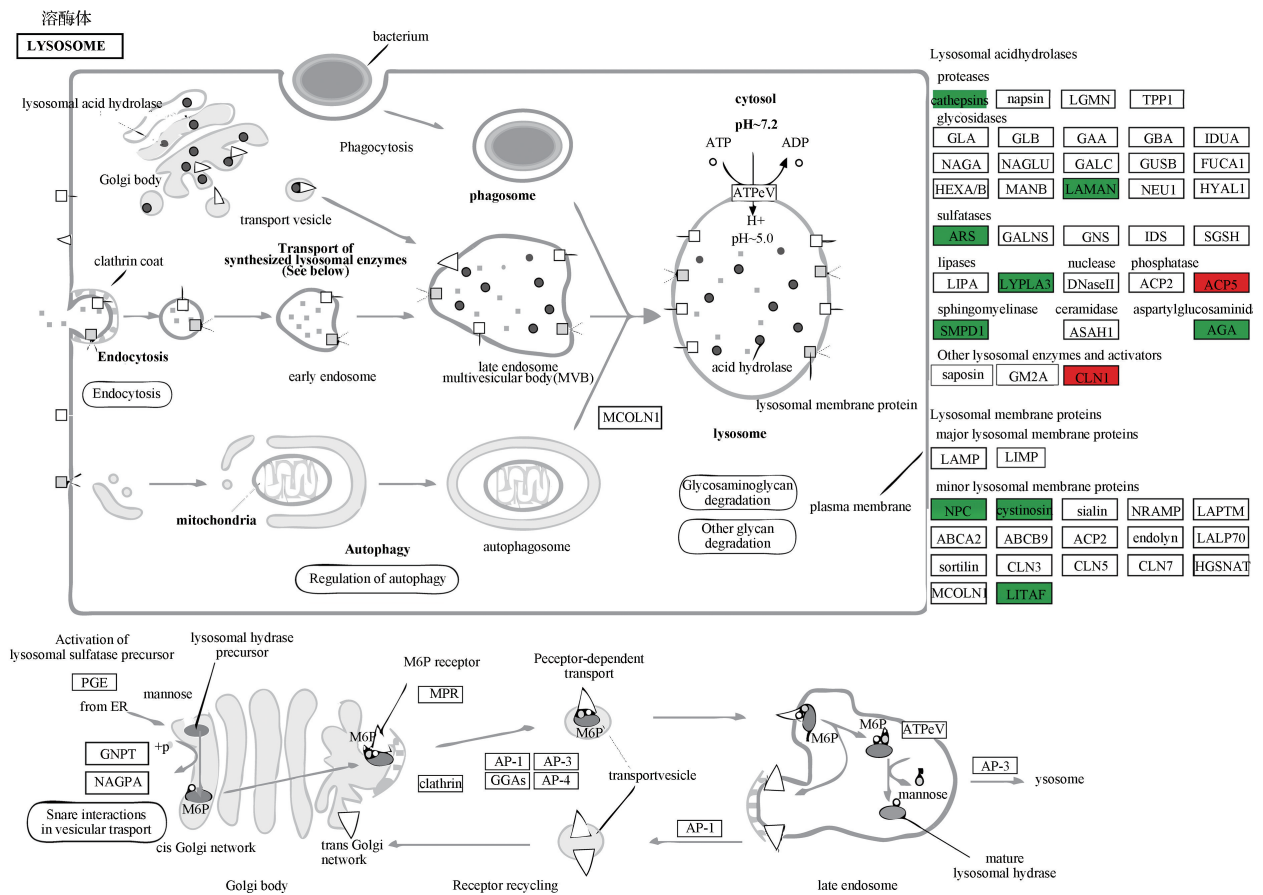 溶酶体
LYSOSOME
bacterium
lysosomal acid hydrolase
Golgi body
Phagocytosis
phagosome
transport vesicle
Transport of
synthesized lysosomal enzymes
(See below)
clathrin coat
Endocytosis
Endocytosis
early endosome
late endosome
multivesicular body(MVB)
cytosol
pH~7.2
ATP
ADP
ATPeV
H+
pH~5.0
acid hydrolase
lysosomal membrane protein
lysosome
MCOLN1
mitochondria
Autophagy
Regulation of autophagy
autophagosome
Glycosaminoglycan
degradation
Other glycan
degradation
plasma membrane
Lysosomal acidhydrolases
proteases
cathepsins napsin LGMN TPP1
glycosidases
GLA GLB GAA GBA IDUA
NAGA NAGLU GALC GUSB FUCA1
HEXA/B MANB LAMAN NEU1 HYAL1
sulfatases
ARS GALNS GNS IDS SGSH
lipases nuclease phosphatase
LIPA LYPLA3 DNaseII ACP2 ACP5
sphingomyelinase ceramidase aspartylglucosaminid
SMPD1 ASAH1 AGA
Other lysosomal enzymes and activators
saposin GM2A CLN1
Lysosomal membrane proteins
major lysosomal membrane proteins
LAMP LIMP
minor lysosomal membrane proteins
NPC cystinosin sialin NRAMP LAPTM
ABCA2 ABCB9 ACP2 endolyn LALP70
sortilin CLN3 CLN5 CLN7 HGSNAT
MCOLN1 LITAF
Activation of
lysosomal sulfatase precursor
PGE
from ER
mannose
lysosomal hydrase
precursor
+p
GNPT
NAGPA
M6P
Snare interactions
in vesicular trasport
cis Golgi network
Golgi body
M6P receptor
MPR
M6P
trans Golgi
network
clathrin
AP-1 AP-3
GGAs AP-4
Peceptor-dependent
transport
M6P
transportvesicle
Receptor recycling
AP-1
M6P
M6P
ATPeV
mannose
AP-3
ysosome
mature
lysosomal hydrase
late endosome